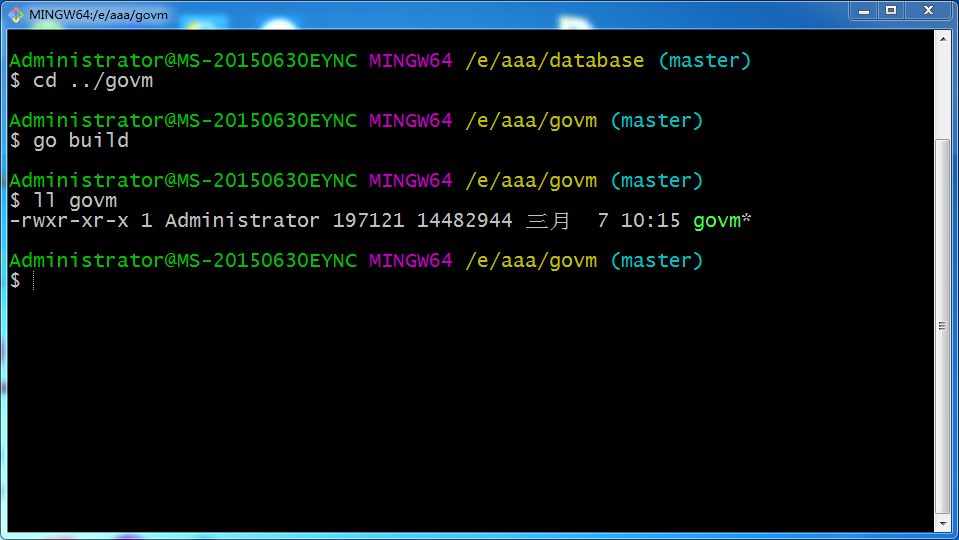 MINGW64:/e/aaa/govm
Administrator@MS-20150630EYNC MINGW64 /e/aaa/database (master)
$ cd ../govm
Administrator@MS-20150630EYNC MINGW64 /e/aaa/govm (master)
$ go build
Administrator@MS-20150630EYNC MINGW64 /e/aaa/govm (master)
$ ll govm
-rwxr-xr-x 1 Administrator 197121 14482944 三月  7 10:15 govm*
Administrator@MS-20150630EYNC MINGW64 /e/aaa/govm (master)
$